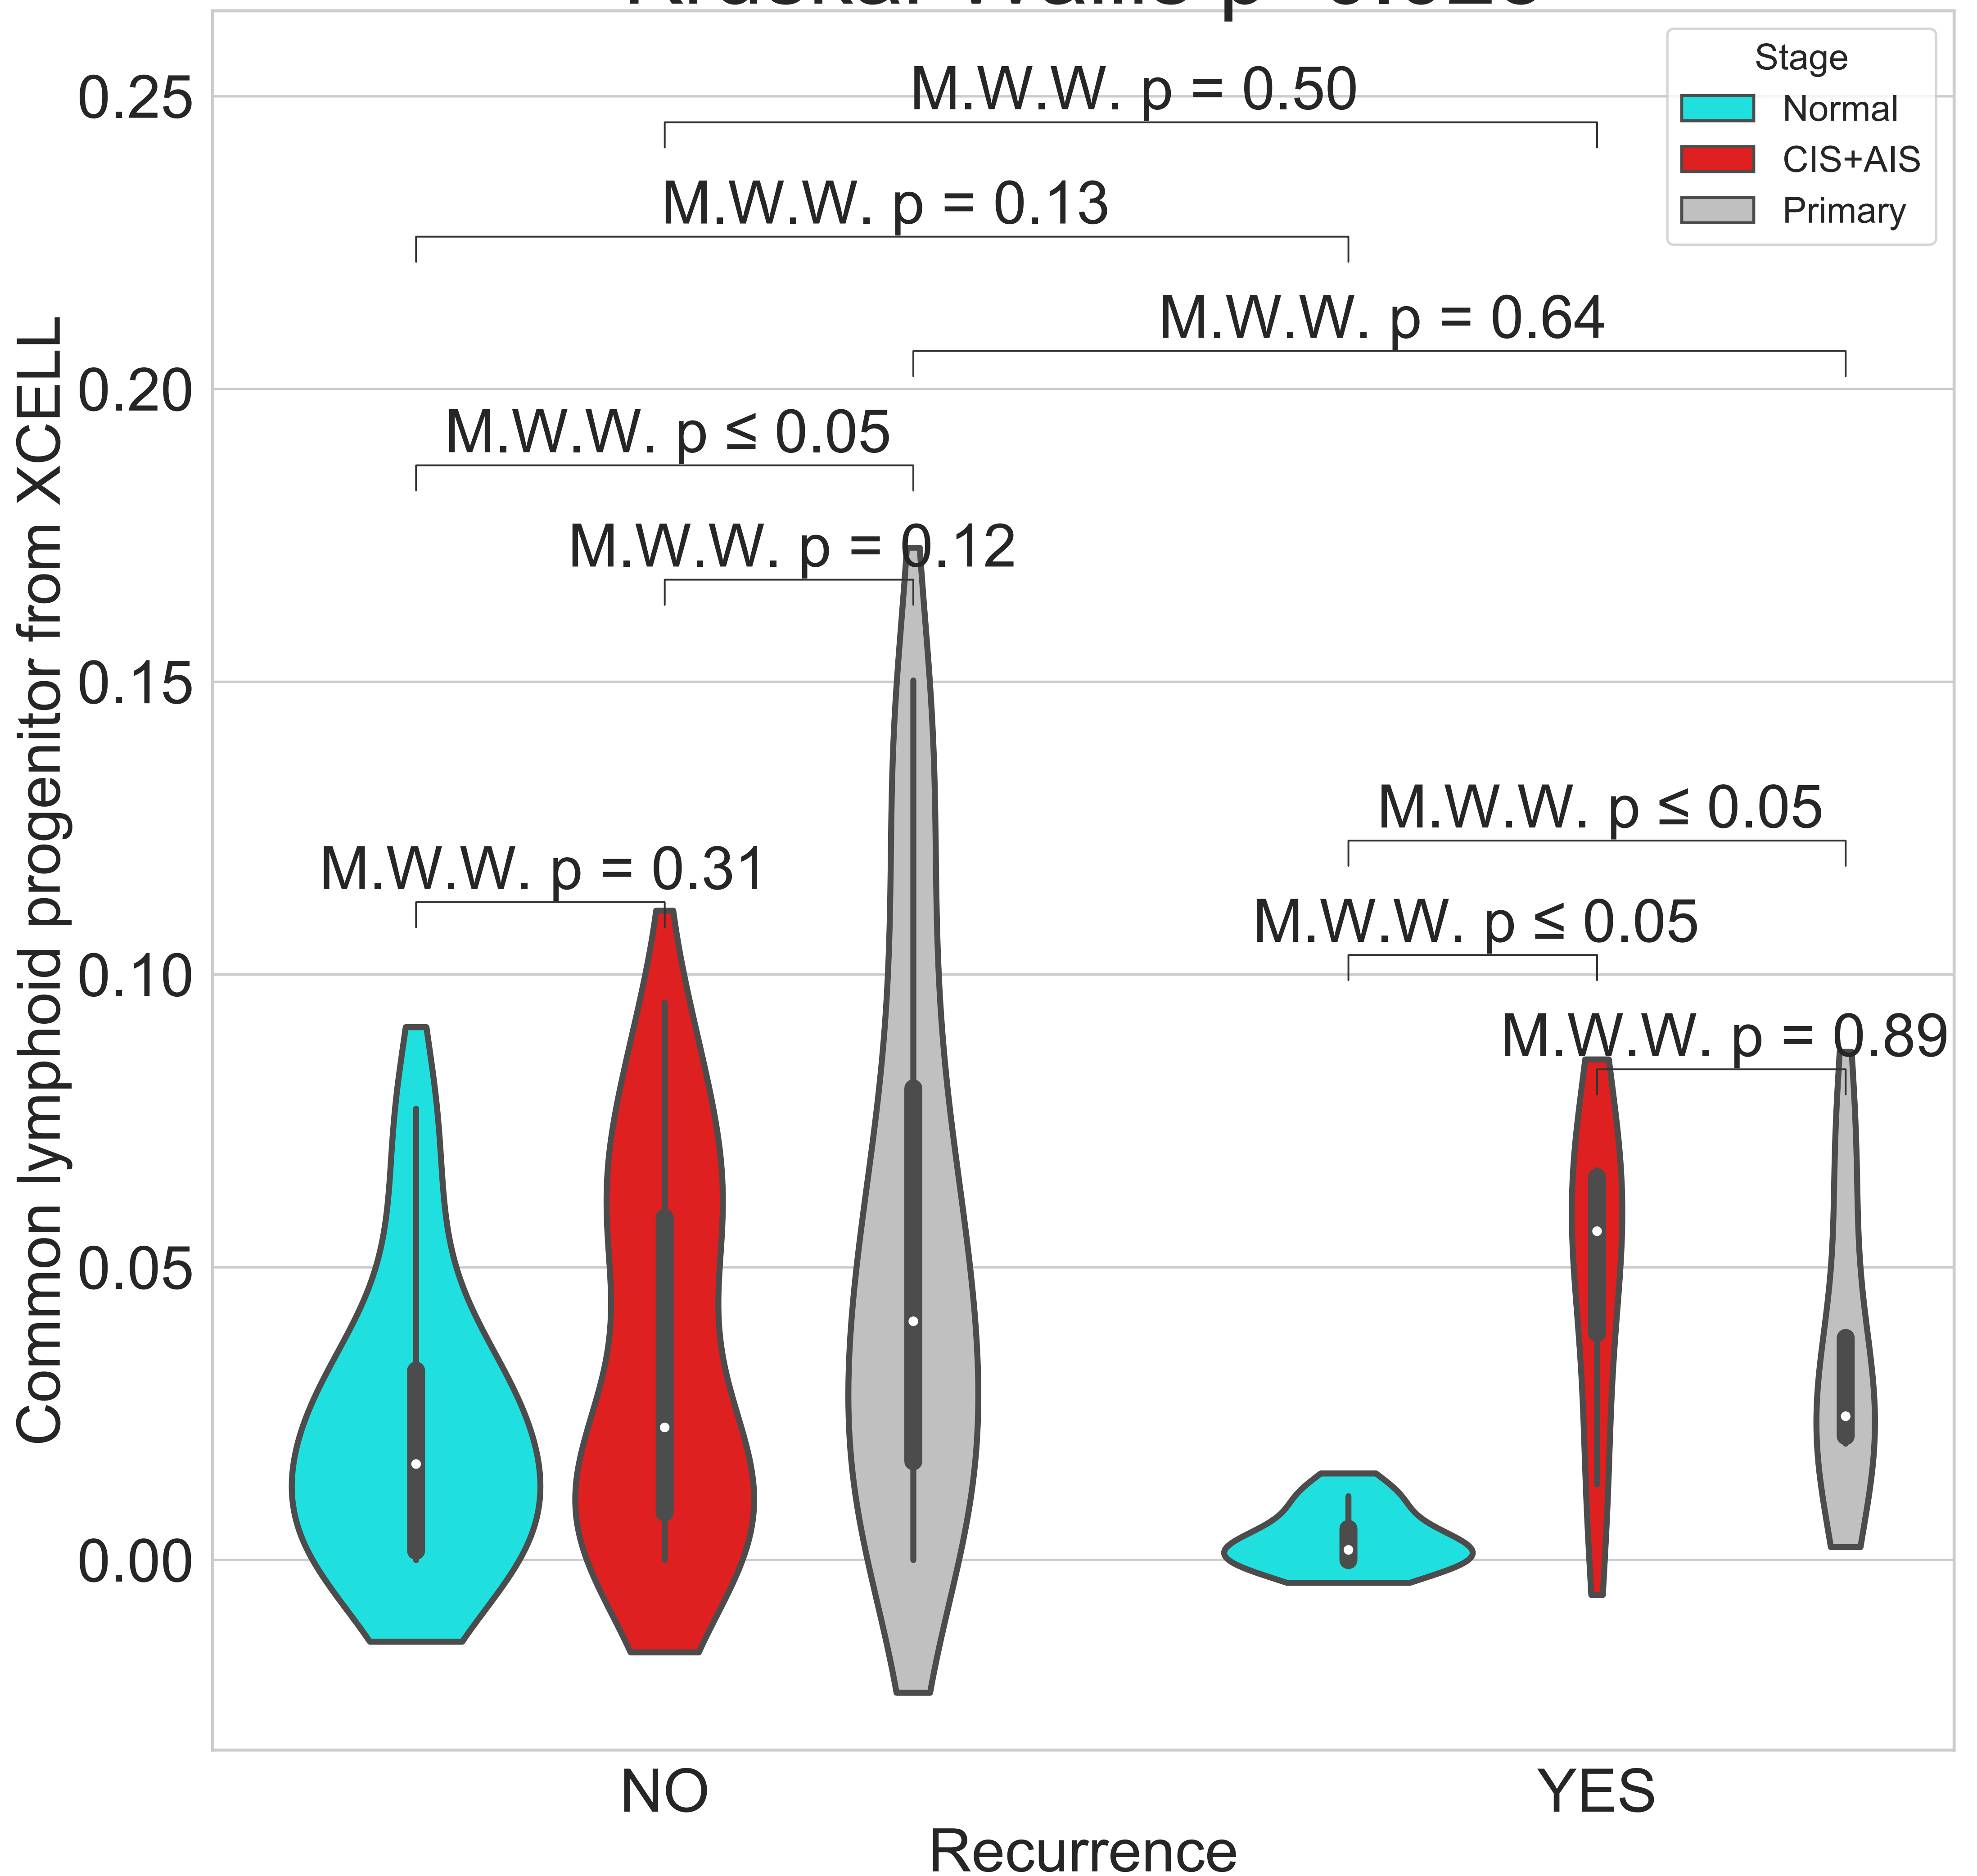 Stage
Normal
CIS+AIS
Primary
M.W.W. p = 0.50
M.W.W. p = 0.13
M.W.W. p = 0.64
M.W.W. p ≤ 0.05
M.W.W. p = 0.12
M.W.W. p ≤ 0.05
M.W.W. p = 0.31
M.W.W. p ≤ 0.05
M.W.W. p = 0.89
Common lymphoid progenitor from XCELL
0.25
0.20
0.15
0.10
0.05
0.00
NO
YES
Recurrence